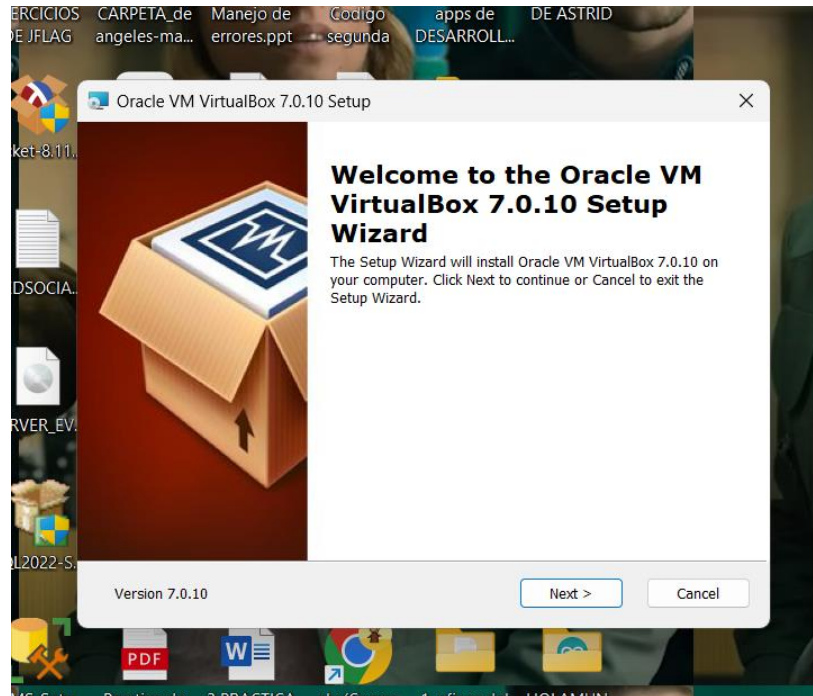 ERCICIOS CARPETA_de Manejo de Codigo apps de DE ASTRID
DE JFLAG angeles-ma... errores.ppt segunda DESARROLL...
Oracle VM VirtualBox 7.0.10 Setup
ket-8.11.
Welcome to the Oracle VM
VirtualBox 7.0.10 Setup
Wizard
The Setup Wizard will install Oracle VM VirtualBox 7.0.10 on
your computer. Click Next to continue or Cancel to exit the
Setup Wizard.
DSOCIA..
RVER_EV.
L2022-S.
Version 7.0.10
Next >
Cancel
PDF
W